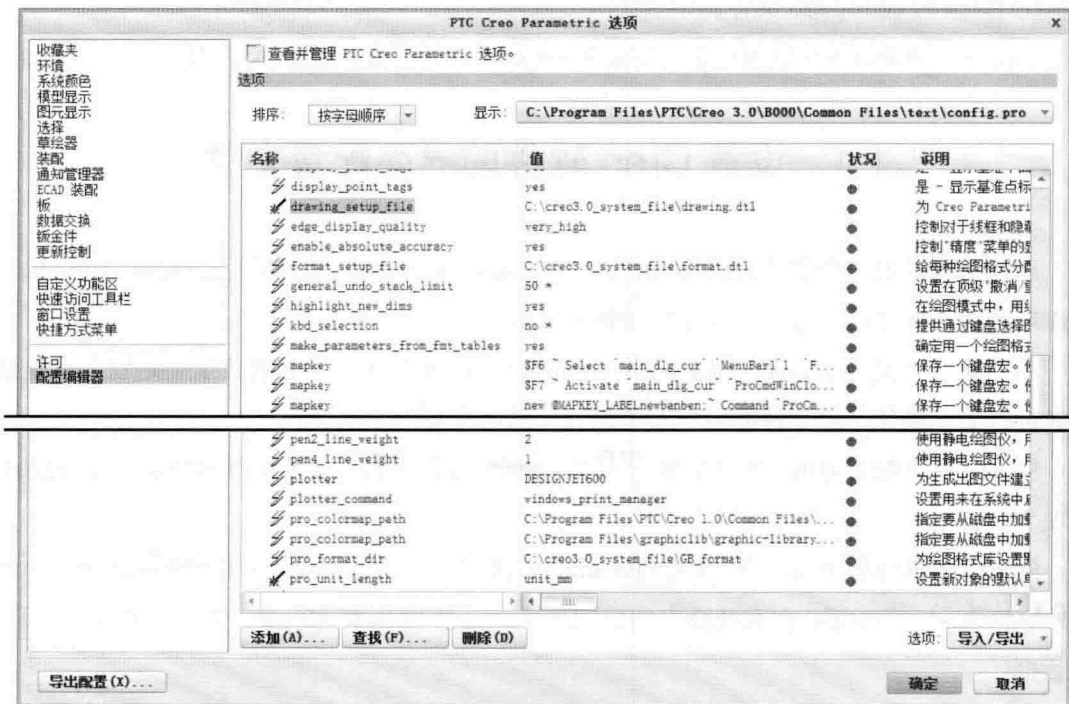 PTC Creo Parametric 选项
收藏夹
环境
系统颜色
模型显示
图元显示
选择
草绘器
装配
通知管理器
ECAD 装配
板
数据交换
钣金件
更新控制
自定义功能区
快速访问工具栏
窗口设置
快捷方式菜单
许可
配置编辑器
查看并管理 PTC Creo Parametric 选项。
选项
排序: 按字母顺序 显示: C:\Program Files\PTC\Creo 3.0\B000\Common Files\text\config.pro
名称 值 状况 说明
display_point_tags yes 是 - 显示基准点标
drawing_setup_file C:\creo3.0_system_file\drawing.dtl 为 Creo Parametri
edge_display_quality very_high 控制对于线框和隐藏
enable_absolute_accuracy yes 控制"精度"菜单的显
format_setup_file C:\creo3.0_system_file\format.dtl 给每种绘图格式分配
general_undo_stack_limit 50 * 设置在顶级"撤消/重
highlight_new_dims yes 在绘图模式中，用红
kbd_selection no * 提供通过键盘选择图
make_parameters_from_fmt_tables yes 确定用一个绘图格式
mapkey $F6 ~ Select `main_dlg_cur` `MenuBar1`1 `F... 保存一个键盘宏。使
mapkey $F7 ~ Activate `main_dlg_cur` `ProCmdWinClo... 保存一个键盘宏。使
mapkey new @MAPKEY_LABELnewbanben;~ Command `ProCm... 保存一个键盘宏。使
pen2_line_weight 2 使用静电绘图仪，用
pen4_line_weight 1 使用静电绘图仪，用
plotter DESIGNJET600 为生成出图文件建立
plotter_command windows_print_manager 设置用来在系统中启
pro_colormap_path C:\Program Files\PTC\Creo 1.0\Common Files\... 指定要从磁盘中加载
pro_colormap_path C:\Program Files\graphiclib\graphic-library... 指定要从磁盘中加载
pro_format_dir C:\creo3.0_system_file\GB_format 为绘图格式库设置默
pro_unit_length unit_mm 设置新对象的默认单
添加(A)... 查找(F)... 删除(D) 选项: 导入/导出
导出配置(X)... 确定 取消